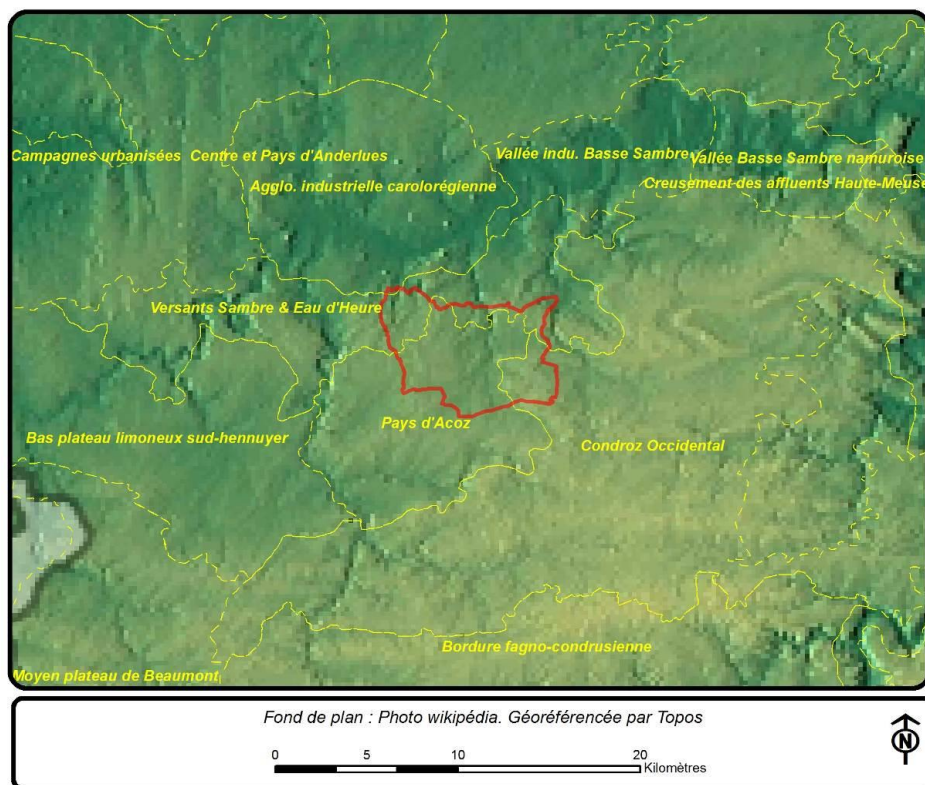 Campagnes urbanisées
Centre et Pays d'Anderlues
Vallée indu. Basse Sambre
Vallée Basse Sambre namuroise
Agglo. industrielle carolorégienne
Creusement des affluents Haute-Meuse
Versants Sambre & Eau d'Heure
Pays d'Acoz
Bas plateau limoneux sud-hennuyer
Condroz Occidental
Bordure fagno-condrusienne
Moyen plateau de Beaumont
Fond de plan : Photo wikipédia. Géoréférencée par Topos
0 5 10 20
Kilomètres
N